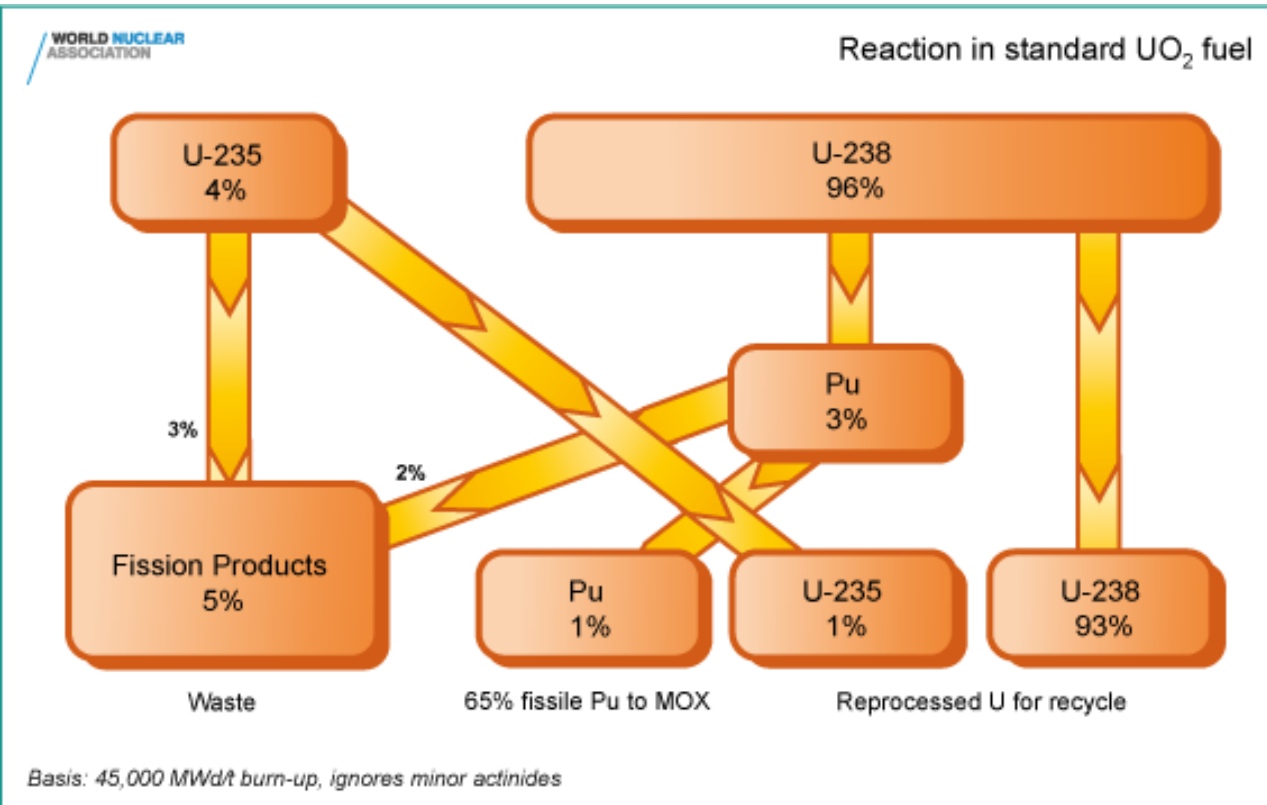 WORLD NUCLEAR
ASSOCIATION
Reaction in standard UO₂ fuel
U-235
4%
U-238
96%
Pu
3%
3%
2%
Fission Products
5%
Pu
1%
U-235
1%
U-238
93%
Waste
65% fissile Pu to MOX
Reprocessed U for recycle
Basis: 45,000 MWd/t burn-up, ignores minor actinides